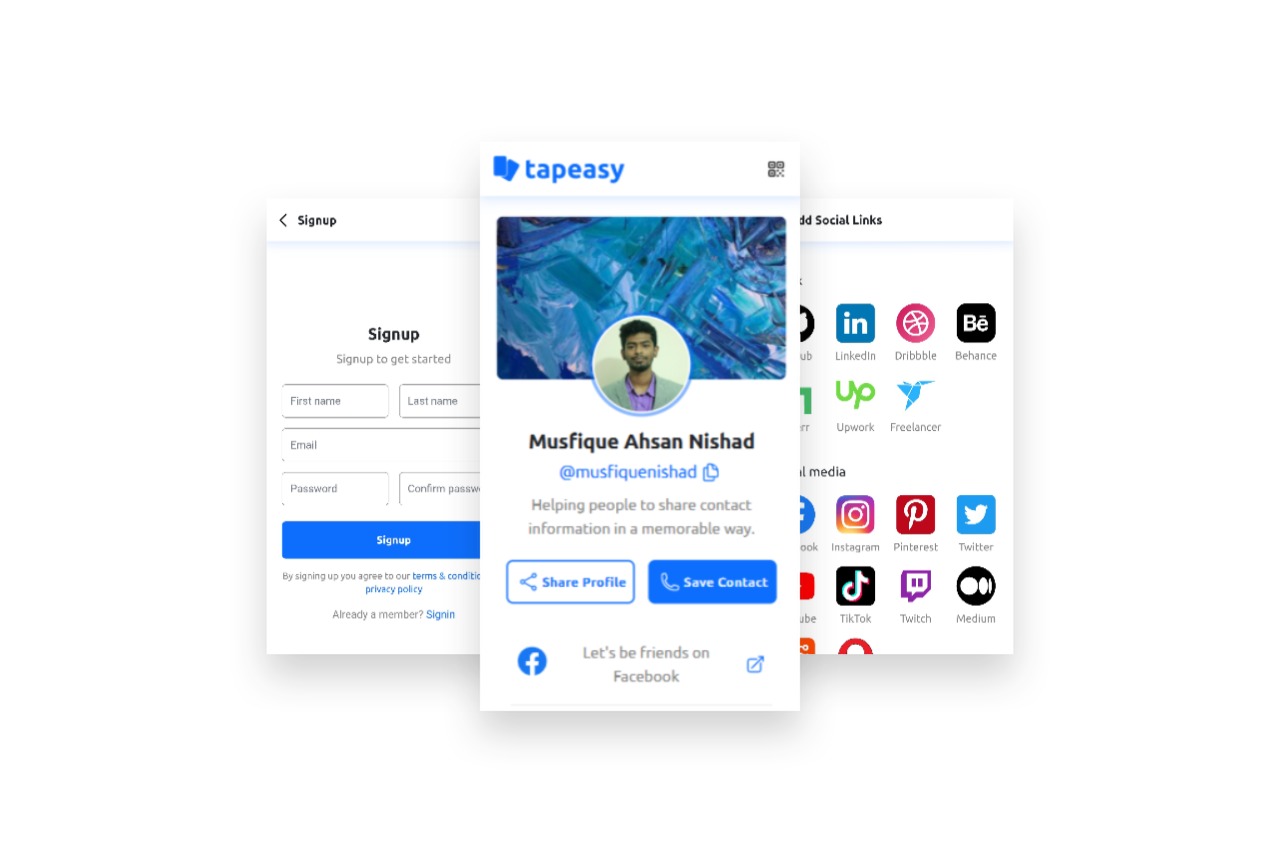 Signup
Signup
Signup to get started
First name
Last name
Email
Password
Confirm passw
Signup
By signing up you agree to our terms & conditio
privacy policy
Already a member? Signin
tapeasy
Musfique Ahsan Nishad
@musfiquenishad
Helping people to share contact
information in a memorable way.
Share Profile
Save Contact
Let's be friends on
Facebook
dd Social Links
k
in
Bē
ub
LinkedIn
Dribbble
Behance
up
rr
Upwork
Freelancer
l media
ook
Instagram
Pinterest
Twitter
ube
TikTok
Twitch
Medium